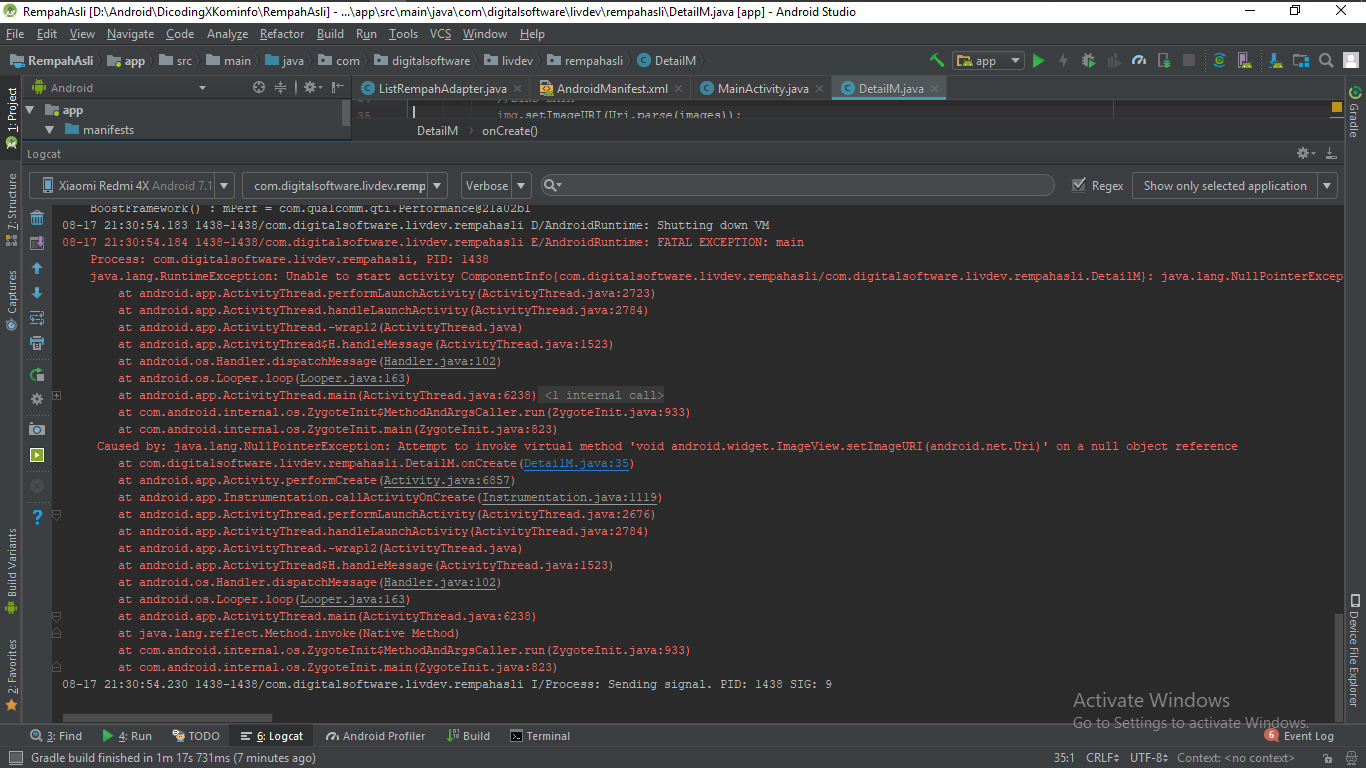 RempahAsli [D:\Android\DicodingXKominfo\RempahAsli] - ...\app\src\main\java\com\digitalsoftware\livdev\rempahasli\DetailM.java [app] - Android Studio
File Edit View Navigate Code Analyze Refactor Build Run Tools VCS Window Help
RempahAsli app src main java com digitalsoftware livdev rempahasli DetailM app
Android ListRempahAdapter.java AndroidManifest.xml MainActivity.java DetailM.java
1: Project
app
35 img.setImageURI(Uri.parse(images));
manifests
DetailM onCreate()
Gradle
Logcat
Xiaomi Redmi 4X Android 7.1 com.digitalsoftware.livdev.remp Verbose Regex Show only selected application
7: Structure
Captures
Build Variants
2: Favorites
BoostFramework() : mPerf = com.qualcomm.qti.Performance@21a02b1
08-17 21:30:54.183 1438-1438/com.digitalsoftware.livdev.rempahasli D/AndroidRuntime: Shutting down VM
08-17 21:30:54.184 1438-1438/com.digitalsoftware.livdev.rempahasli E/AndroidRuntime: FATAL EXCEPTION: main
Process: com.digitalsoftware.livdev.rempahasli, PID: 1438
java.lang.RuntimeException: Unable to start activity ComponentInfo{com.digitalsoftware.livdev.rempahasli/com.digitalsoftware.livdev.rempahasli.DetailM}: java.lang.NullPointerExcep
at android.app.ActivityThread.performLaunchActivity(ActivityThread.java:2723)
at android.app.ActivityThread.handleLaunchActivity(ActivityThread.java:2784)
at android.app.ActivityThread.-wrap12(ActivityThread.java)
at android.app.ActivityThread$H.handleMessage(ActivityThread.java:1523)
at android.os.Handler.dispatchMessage(Handler.java:102)
at android.os.Looper.loop(Looper.java:163)
at android.app.ActivityThread.main(ActivityThread.java:6238) <1 internal call>
at com.android.internal.os.ZygoteInit$MethodAndArgsCaller.run(ZygoteInit.java:933)
at com.android.internal.os.ZygoteInit.main(ZygoteInit.java:823)
Caused by: java.lang.NullPointerException: Attempt to invoke virtual method 'void android.widget.ImageView.setImageURI(android.net.Uri)' on a null object reference
at com.digitalsoftware.livdev.rempahasli.DetailM.onCreate(DetailM.java:35)
at android.app.Activity.performCreate(Activity.java:6857)
at android.app.Instrumentation.callActivityOnCreate(Instrumentation.java:1119)
at android.app.ActivityThread.performLaunchActivity(ActivityThread.java:2676)
at android.app.ActivityThread.handleLaunchActivity(ActivityThread.java:2784)
at android.app.ActivityThread.-wrap12(ActivityThread.java)
at android.app.ActivityThread$H.handleMessage(ActivityThread.java:1523)
at android.os.Handler.dispatchMessage(Handler.java:102)
at android.os.Looper.loop(Looper.java:163)
at android.app.ActivityThread.main(ActivityThread.java:6238)
at java.lang.reflect.Method.invoke(Native Method)
at com.android.internal.os.ZygoteInit$MethodAndArgsCaller.run(ZygoteInit.java:933)
at com.android.internal.os.ZygoteInit.main(ZygoteInit.java:823)
08-17 21:30:54.230 1438-1438/com.digitalsoftware.livdev.rempahasli I/Process: Sending signal. PID: 1438 SIG: 9
Device File Explorer
Activate Windows
Go to Settings to activate Windows.
3: Find 4: Run TODO 6: Logcat Android Profiler Build Terminal 6 Event Log
Gradle build finished in 1m 17s 731ms (7 minutes ago) 35:1 CRLF UTF-8 Context: <no context>